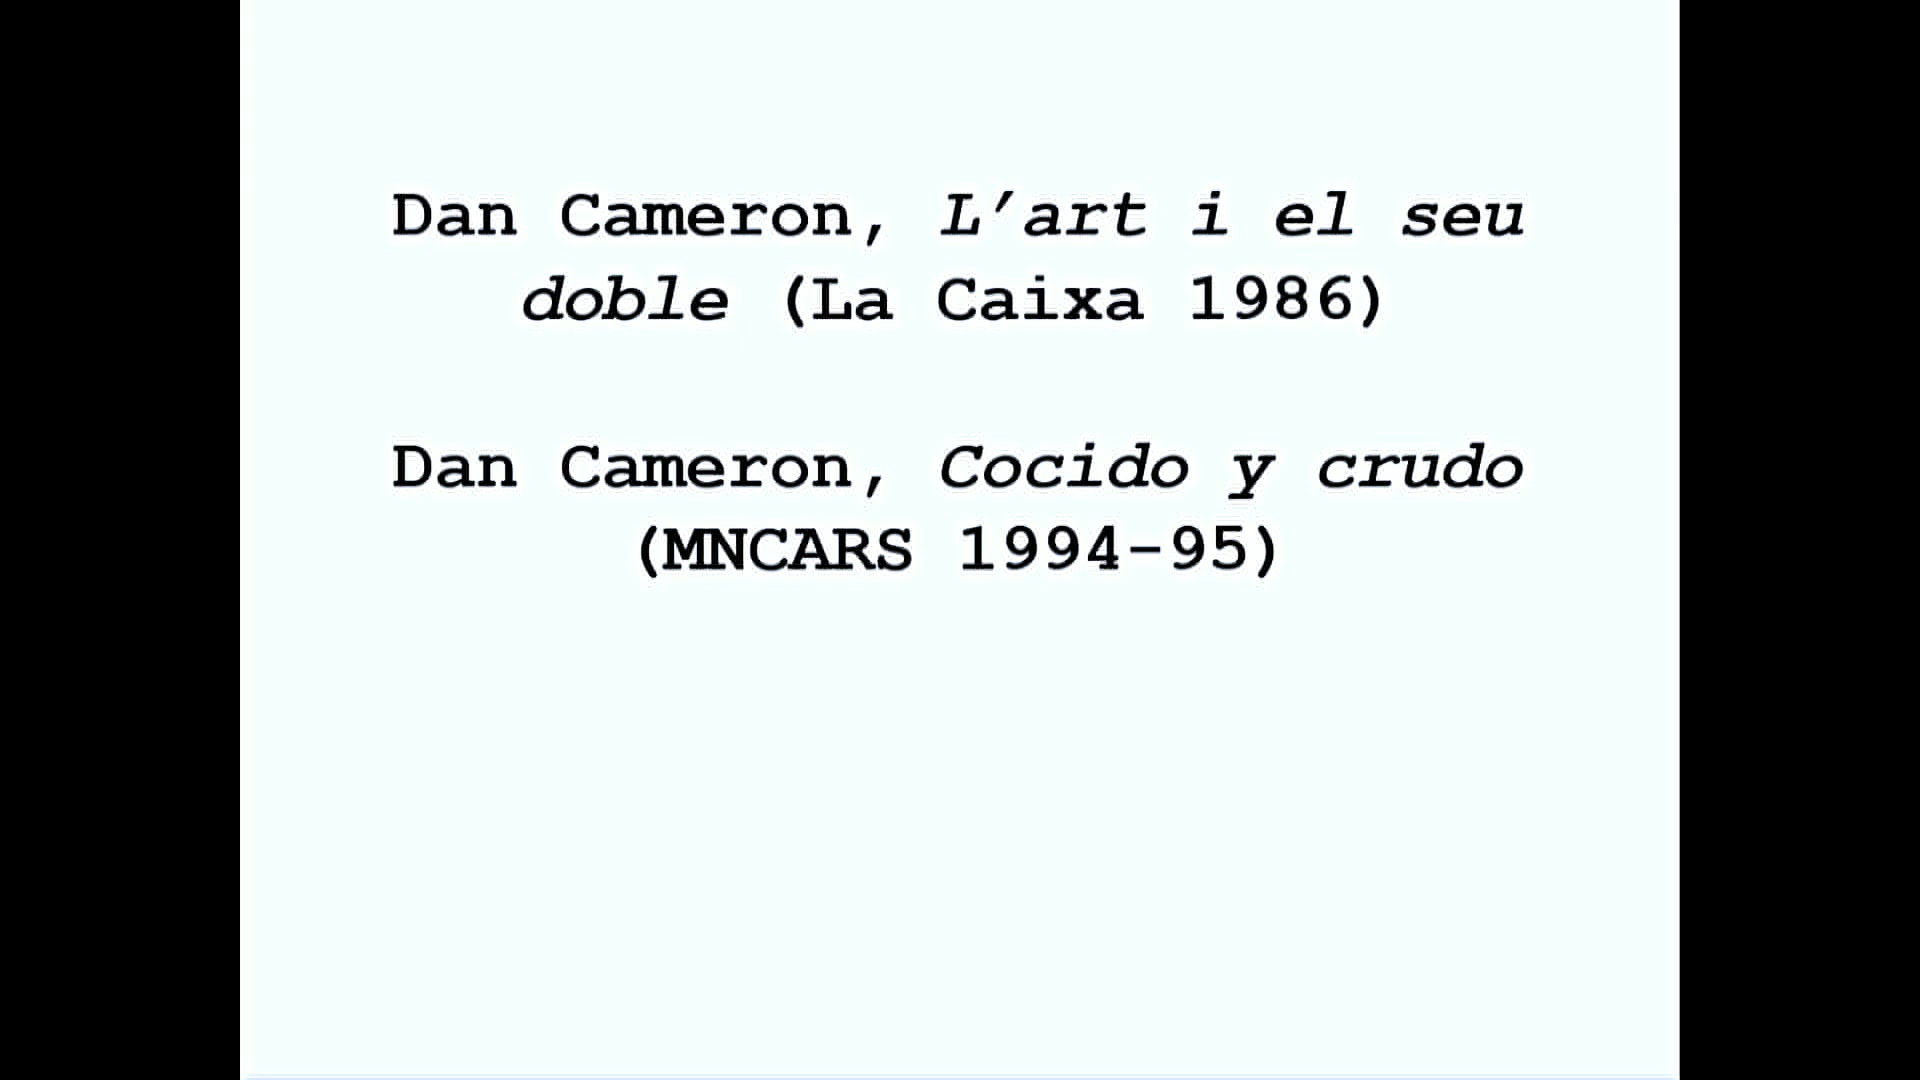 Dan Cameron, L’art i el seu
doble (La Caixa 1986)
Dan Cameron, Cocido y crudo
(MNCARS 1994-95)